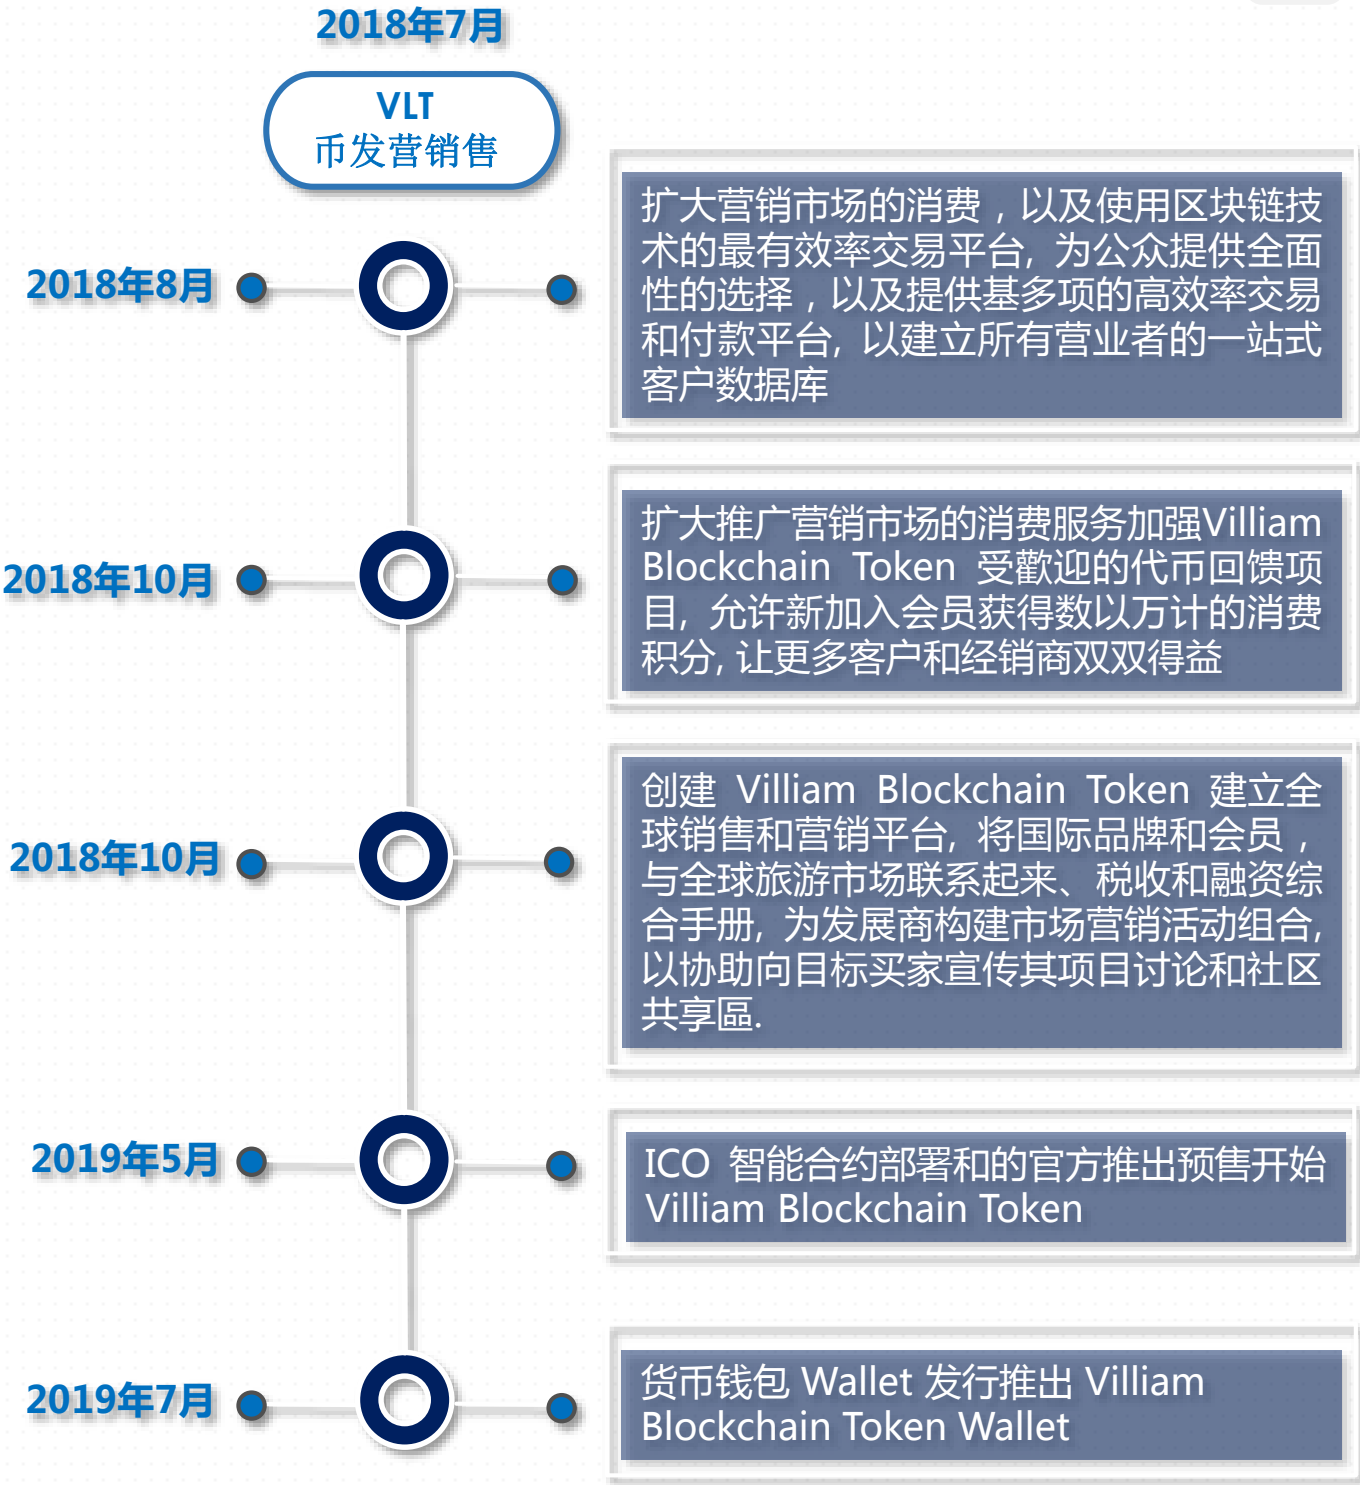 2018年7月
VLT
币发营销售
2018年8月
扩大营销市场的消费，以及使用区块链技
术的最有效率交易平台, 为公众提供全面
性的选择，以及提供基多项的高效率交易
和付款平台, 以建立所有营业者的一站式
客户数据库
2018年10月
扩大推广营销市场的消费服务加强Villiam
Blockchain Token 受歡迎的代币回馈项
目, 允许新加入会员获得数以万计的消费
积分, 让更多客户和经销商双双得益
2018年10月
创建 Villiam Blockchain Token 建立全
球销售和营销平台, 将国际品牌和会员，
与全球旅游市场联系起来、税收和融资综
合手册, 为发展商构建市场营销活动组合,
以协助向目标买家宣传其项目讨论和社区
共享區.
2019年5月
ICO 智能合约部署和的官方推出预售开始
Villiam Blockchain Token
2019年7月
货币钱包 Wallet 发行推出 Villiam
Blockchain Token Wallet